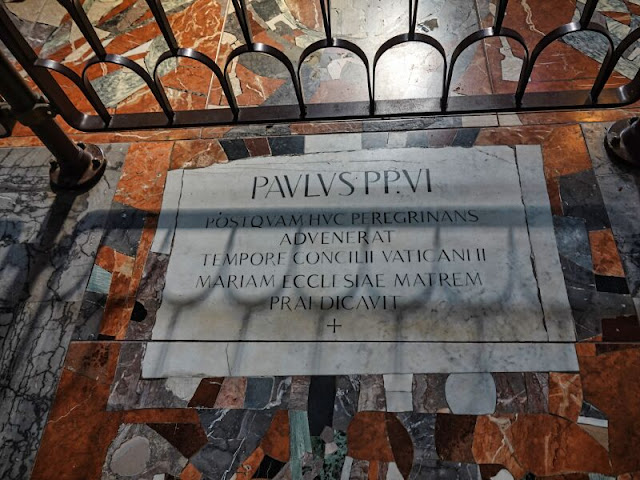 PAVLVS·PP·VI
POSTQVAM HVC PEREGRINANS
ADVENERAT
TEMPORE CONCILII VATICANI II
MARIAM ECCLESIAE MATREM
PRAEDICAVIT
+